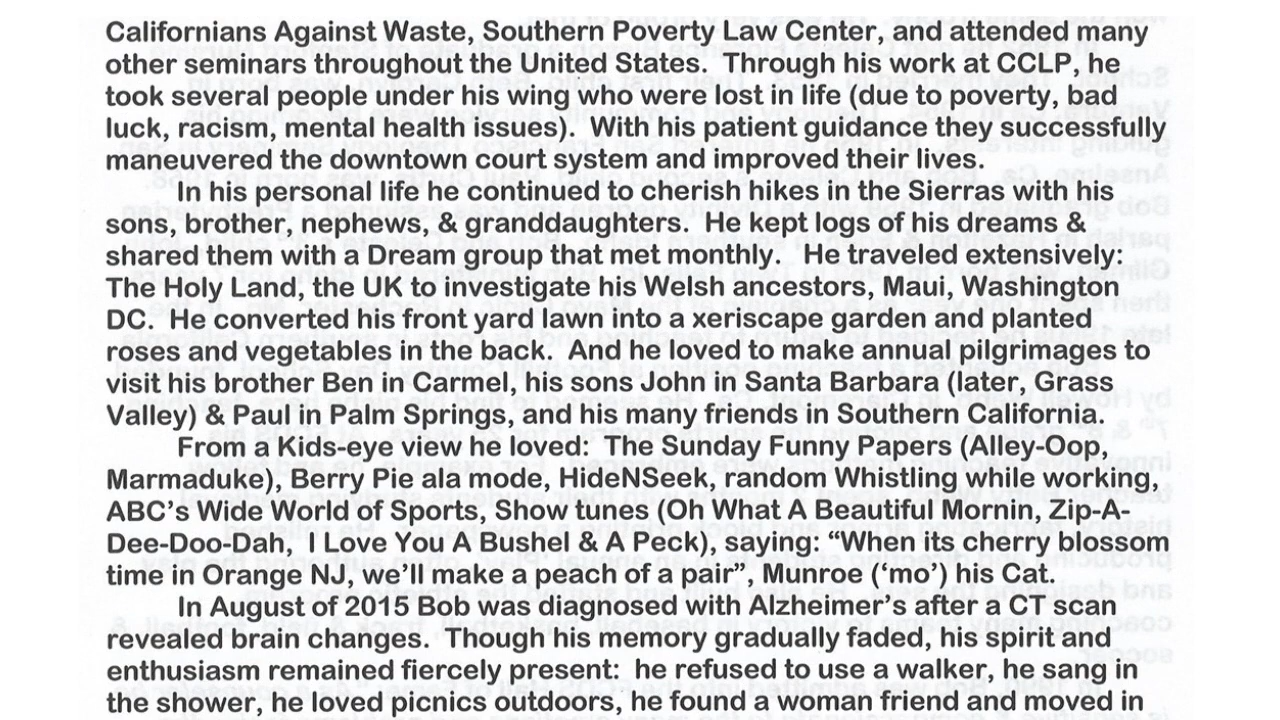 Californians Against Waste, Southern Poverty Law Center, and attended many
other seminars throughout the United States.  Through his work at CCLP, he
took several people under his wing who were lost in life (due to poverty, bed
luck, racism, mental health issues).  With his patient guidance they successfully
maneuvered the downtown court system and improved their lives.
In his personal life he continued to cherish hikes in the Sierras with his
sons, brother, nephews, & granddaughters.  He kept logs of his dreams &
shared them with a Dream group that met monthly.   He traveled extensively:
The Holy Land, the UK to investigate his Welsh ancestors, Maui, Washington
DC.  He converted his front yard lawn into a xeriscape garden and planted
roses and vegetables in the back.  And he loved to make annual pilgrimages to
visit his brother Ben in Carmel, his sons John in Santa Barbara (later, Grass
Valley) & Paul in Palm Springs, and his many friends in Southern California.
From a Kids-eye view he loved:  The Sunday Funny Papers (Alley-Oop,
Marmaduke), Berry Pie ala mode, HideNSeek, random Whistling while working,
ABC’s Wide World of Sports, Show tunes (Oh What A Beautiful Mornin, Zip-A-
Dee-Doo-Dah,  I Love You A Bushel & A Peck), saying: “When its cherry blossom
time in Orange NJ, we’ll make a peach of a pair”, Munroe (‘mo’) his Cat.
In August of 2015 Bob was diagnosed with Alzheimer’s after a CT scan
revealed brain changes.  Though his memory gradually faded, his spirit and
enthusiasm remained fiercely present:  he refused to use a walker, he sang in
the shower, he loved picnics outdoors, he found a woman friend and moved in